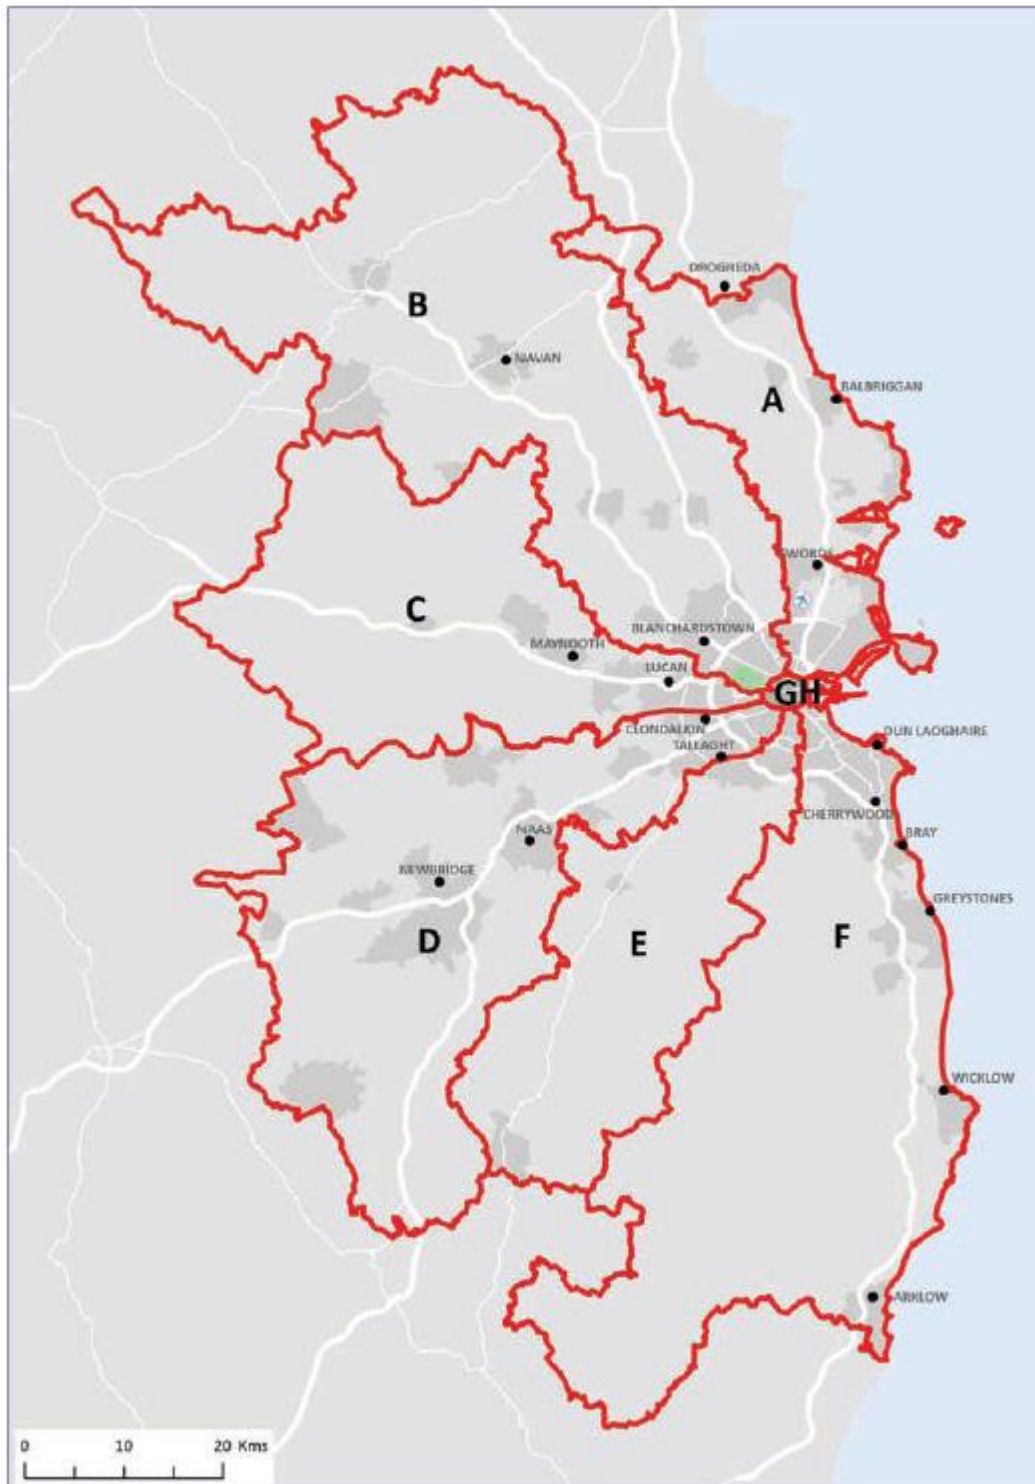 DROGHEDA
B
NAVAN
A
BALBRIGGAN
SWORDS
C
BLANCHARDSTOWN
MAYNOOTH
LUCAN
GH
CLONDALKIN
DUN LAOGHAIRE
TALLAGHT
CHERRYWOOD
NAAS
BRAY
NEWBRIDGE
GREYSTONES
D
E
F
WICKLOW
ARKLOW
0 10 20 Kms